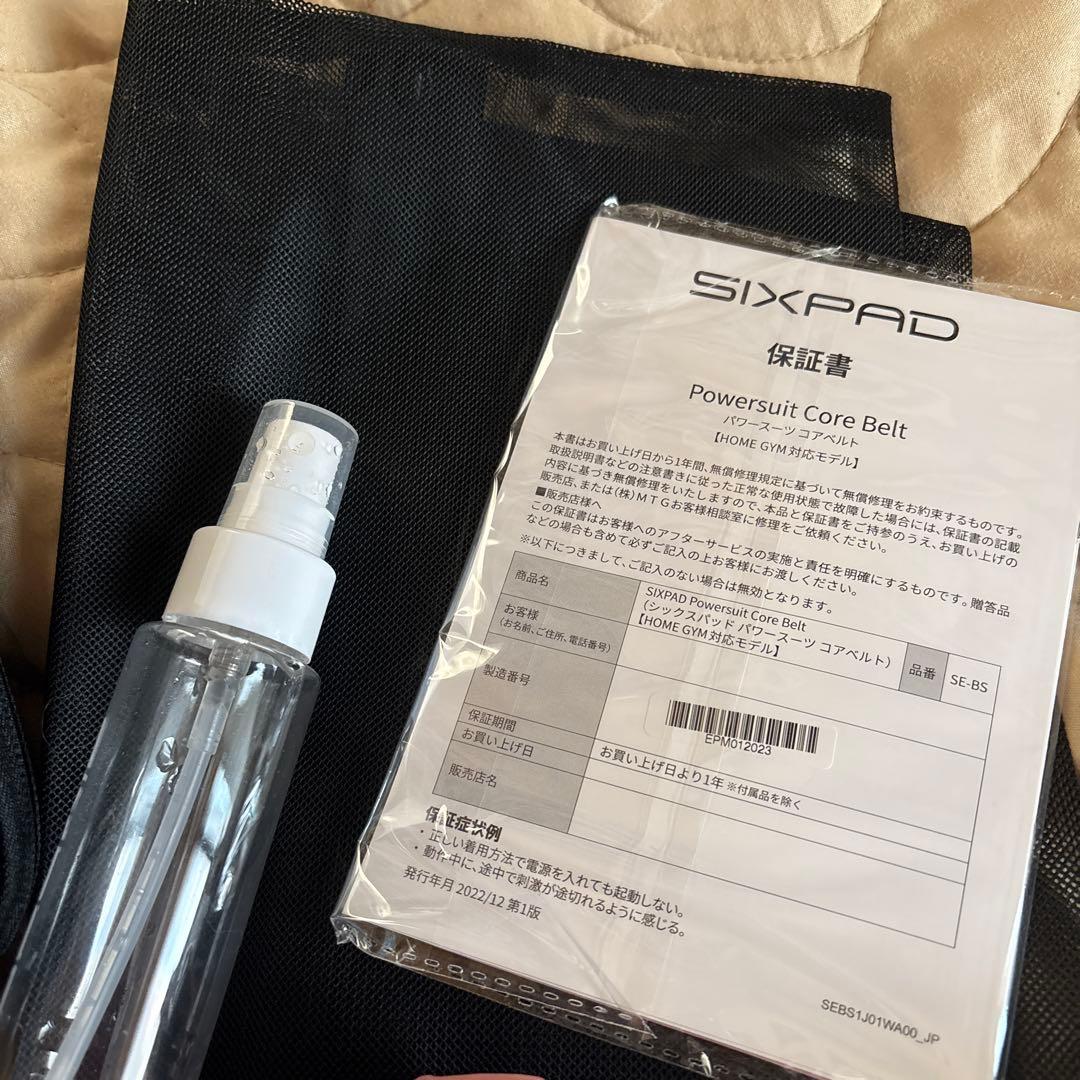 SIXPAD
保証書
Powersuit Core Belt
パワースーツ コアベルト
【HOME GYM 対応モデル】
本書はお買い上げ日から1年間、無償修理規定に基づいて無償修理をお約束するものです。
取扱説明書などの注意書きに従った正常な使用状態で故障した場合には、保証書の記載
内容に基づき無償修理をいたしますので、本品と保証書をご持参のうえ、お買い上げの
販売店、または(株)MTGお客様相談室に修理をご依頼ください。
■販売店様へ
この保証書はお客様へのアフターサービスの実施と責任を明確にするものです。贈答品
などの場合も含めて必ずご記入の上お客様にお渡しください。
※以下につきまして、ご記入のない場合は無効となります。
商品名
SIXPAD Powersuit Core Belt
(シックスパッド パワースーツ コアベルト)
【HOME GYM 対応モデル】
品番
SE-BS
お客様
(お名前、ご住所、電話番号)
製造番号
EPM012023
保証期間
お買い上げ日より1年 ※付属品を除く
お買い上げ日
販売店名
保証症状例
・正しい着用方法で電源を入れても起動しない。
・動作中に、途中で刺激が途切れるように感じる。
発行年月 2022/12 第1版
SEBS1J01WA00_JP